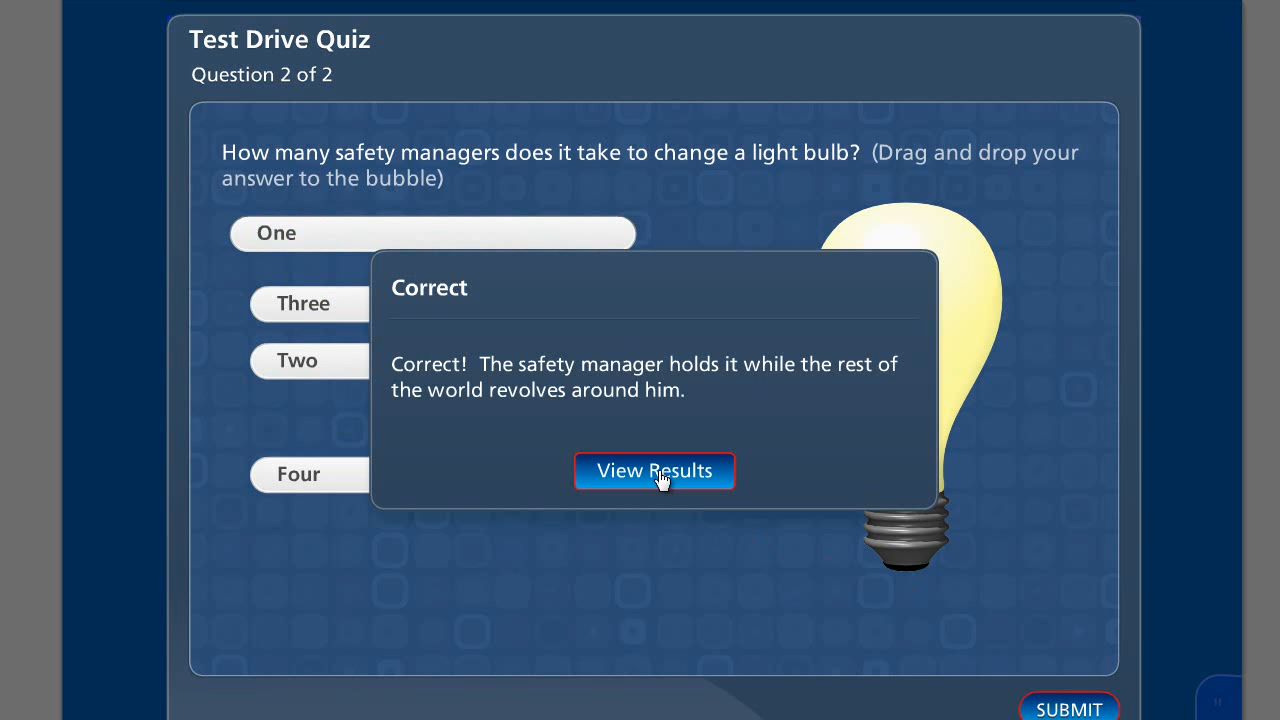 Test Drive Quiz
Question 2 of 2
How many safety managers does it take to change a light bulb? (Drag and drop your
answer to the bubble)
One
Three
Two
Four
Correct
Correct! The safety manager holds it while the rest of
the world revolves around him.
View Results
SUBMIT